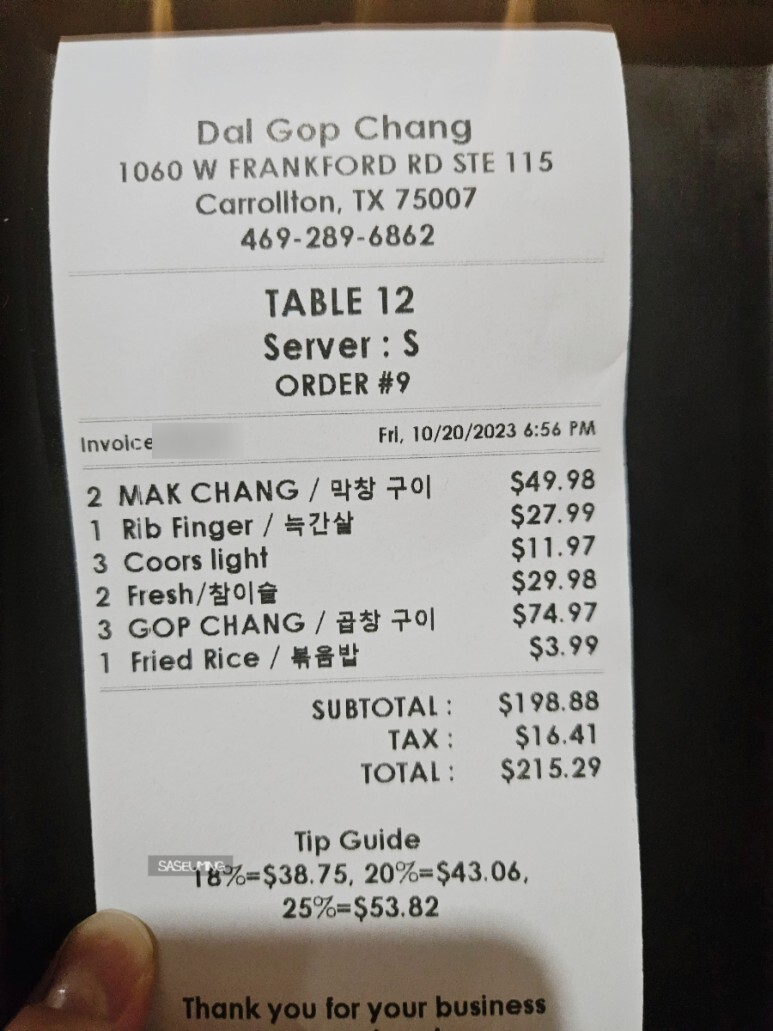 Dal Gop Chang
1060 W FRANKFORD RD STE 115
Carrollton, TX 75007
469-289-6862
TABLE 12
Server : S
ORDER #9
Invoice Fri, 10/20/2023 6:56 PM
2 MAK CHANG / 막창 구이 $49.98
1 Rib Finger / 늑간살 $27.99
3 Coors light $11.97
2 Fresh/참이슬 $29.98
3 GOP CHANG / 곱창 구이 $74.97
1 Fried Rice / 볶음밥 $3.99
SUBTOTAL : $198.88
TAX : $16.41
TOTAL : $215.29
Tip Guide
SASEUMING
18%=$38.75, 20%=$43.06,
25%=$53.82
Thank you for your business